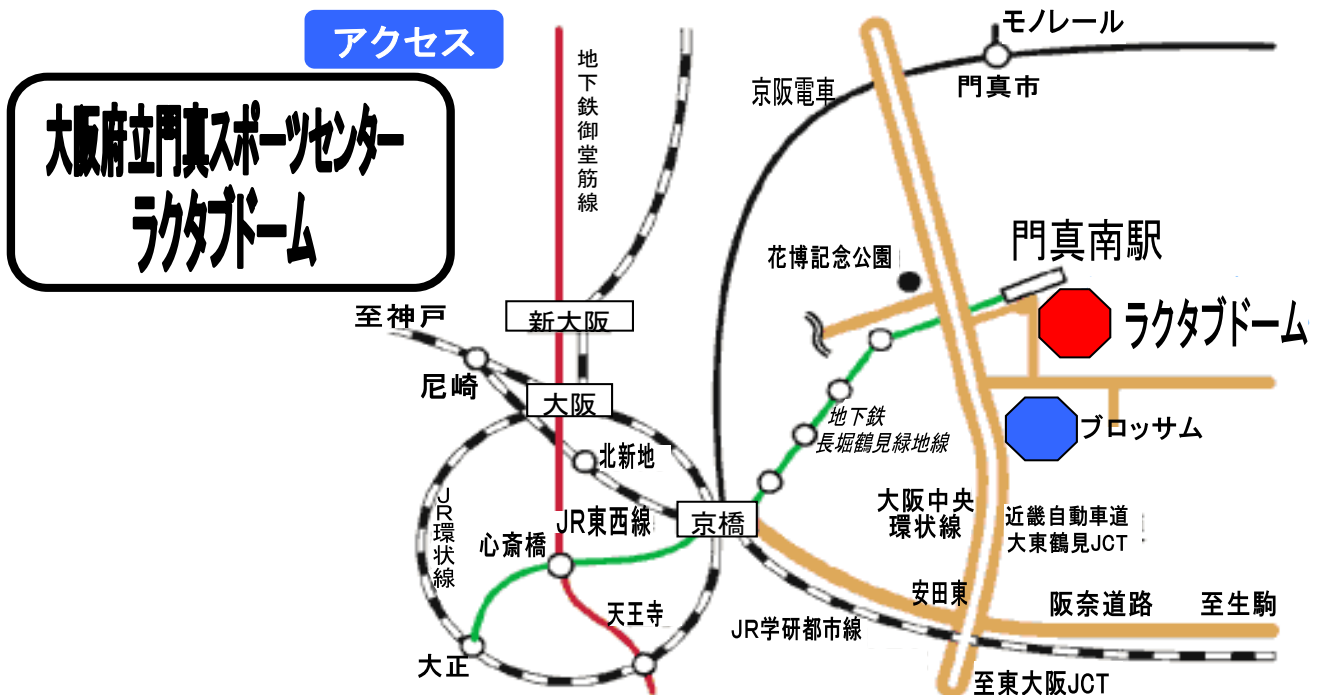 アクセス
大阪府立門真スポーツセンター
ラクタブドーム
地下鉄御堂筋線
モノレール
京阪電車
門真市
花博記念公園
門真南駅
ラクタブドーム
至神戸
新大阪
尼崎
大阪
地下鉄
長堀鶴見緑地線
ブロッサム
北新地
JR環状線
JR東西線
京橋
心斎橋
大阪中央
環状線
近畿自動車道
大東鶴見JCT
天王寺
安田東
阪奈道路
至生駒
JR学研都市線
大正
至東大阪JCT